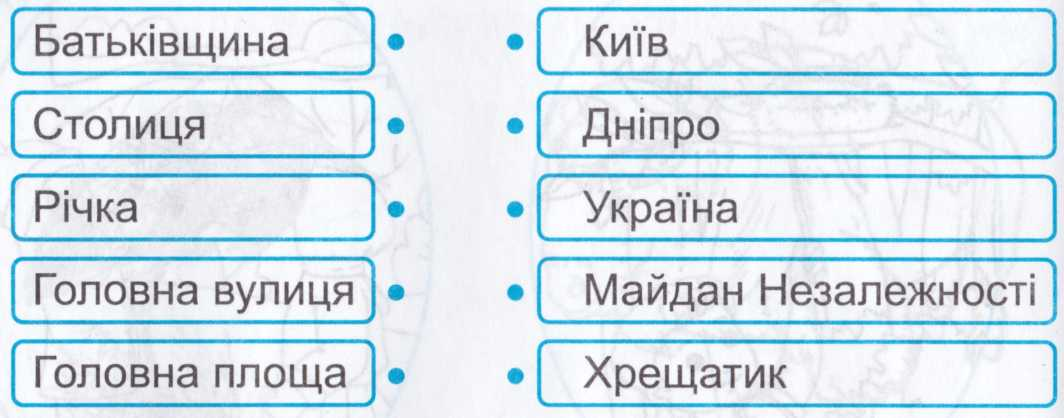 Батьківщина Київ
Столиця Дніпро
Річка Україна
Головна вулиця Майдан Незалежності
Головна площа Хрещатик